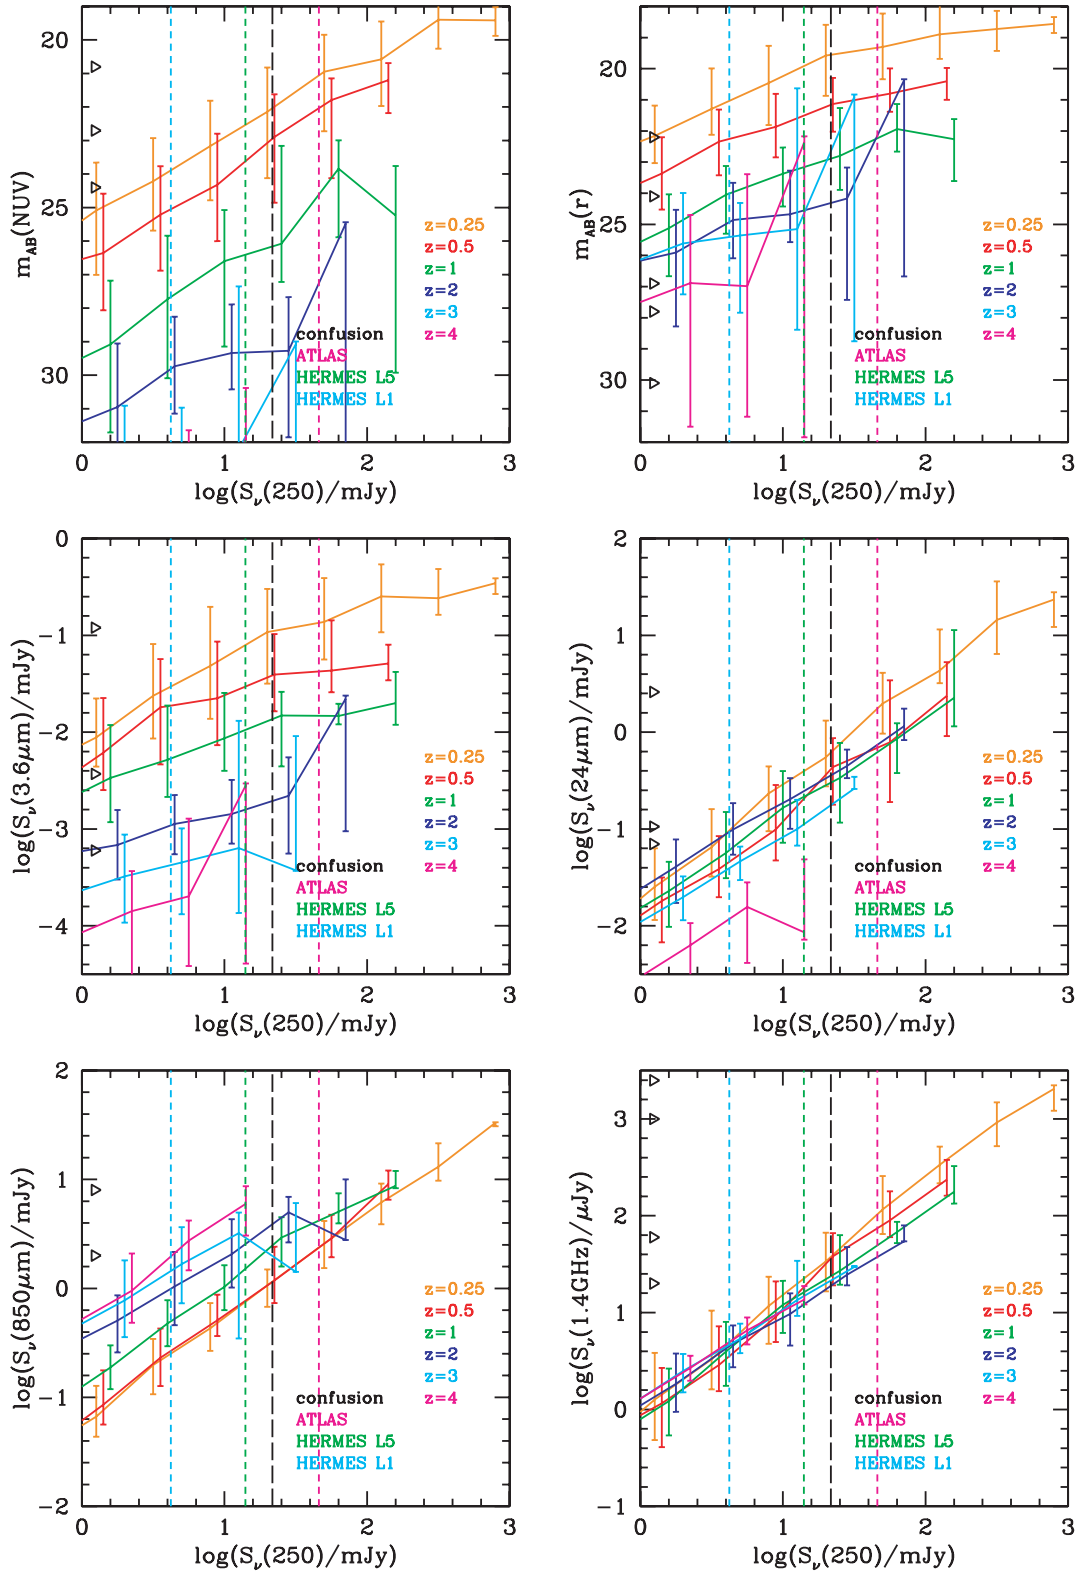 20
25
30
0 1 2 3
m_AB(NUV)
log(S_ν(250)/mJy)
z=0.25
z=0.5
z=1
z=2
z=3
z=4
confusion
ATLAS
HERMES L5
HERMES L1
20
25
30
0 1 2 3
m_AB(r)
log(S_ν(250)/mJy)
z=0.25
z=0.5
z=1
z=2
z=3
z=4
confusion
ATLAS
HERMES L5
HERMES L1
0
−1
−2
−3
−4
0 1 2 3
log(S_ν(3.6μm)/mJy)
log(S_ν(250)/mJy)
z=0.25
z=0.5
z=1
z=2
z=3
z=4
confusion
ATLAS
HERMES L5
HERMES L1
2
1
0
−1
−2
0 1 2 3
log(S_ν(24μm)/mJy)
log(S_ν(250)/mJy)
z=0.25
z=0.5
z=1
z=2
z=3
z=4
confusion
ATLAS
HERMES L5
HERMES L1
2
1
0
−1
−2
0 1 2 3
log(S_ν(850μm)/mJy)
log(S_ν(250)/mJy)
z=0.25
z=0.5
z=1
z=2
z=3
z=4
confusion
ATLAS
HERMES L5
HERMES L1
3
2
1
0
−1
0 1 2 3
log(S_ν(1.4GHz)/μJy)
log(S_ν(250)/mJy)
z=0.25
z=0.5
z=1
z=2
z=3
z=4
confusion
ATLAS
HERMES L5
HERMES L1